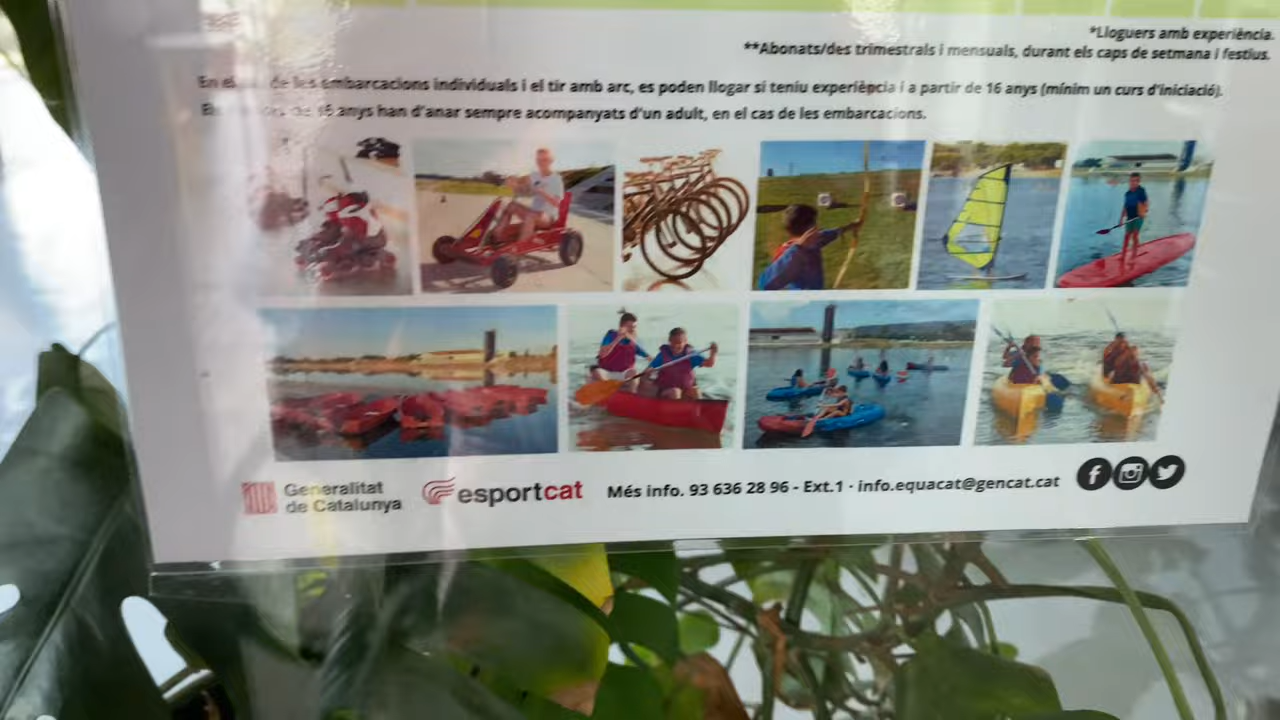 *Lloguers amb experiència.
**Abonats/des trimestrals i mensuals, durant els caps de setmana i festius.
En el de les embarcacions individuals i el tir amb arc, es poden llogar si teniu experiència i a partir de 16 anys (mínim un curs d'iniciació).
de 16 anys han d'anar sempre acompanyats d'un adult, en el cas de les embarcacions.
Generalitat
de Catalunya
esportcat
Més info. 93 636 28 96 - Ext.1 · info.equacat@gencat.cat